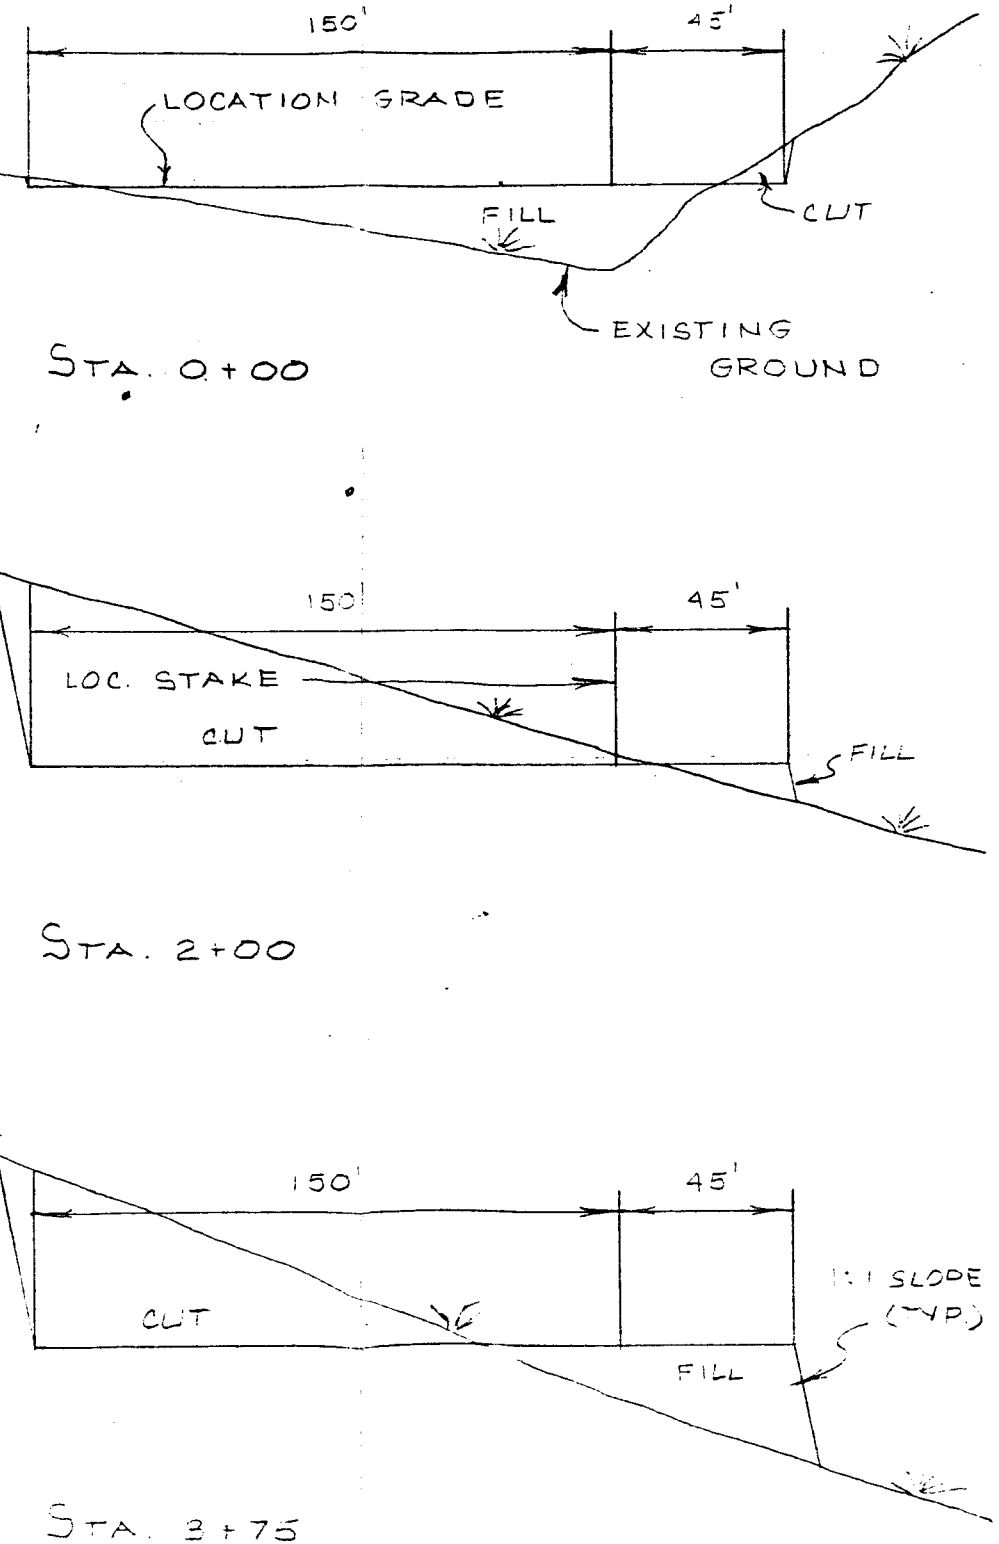 150' 45'
LOCATION GRADE
FILL
CUT
EXISTING
GROUND
STA. 0+00
150' 45'
LOC. STAKE
CUT
FILL
STA. 2+00
150' 45'
1:1 SLOPE
(TYP.)
CUT
FILL
STA. 3+75